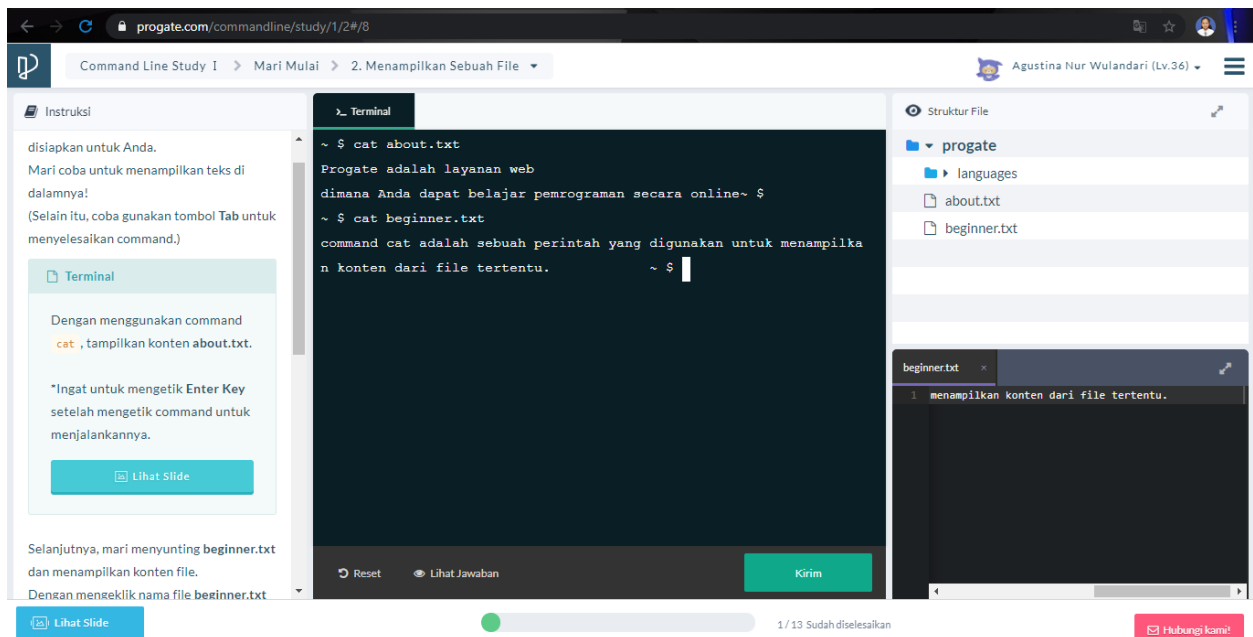 progate.com/commandline/study/1/2#/8
Command Line Study I > Mari Mulai > 2. Menampilkan Sebuah File
Agustina Nur Wulandari (Lv.36)
Instruksi
disiapkan untuk Anda.
Mari coba untuk menampilkan teks di
dalamnya!
(Selain itu, coba gunakan tombol Tab untuk
menyelesaikan command.)
Terminal
Dengan menggunakan command
cat , tampilkan konten about.txt.
*Ingat untuk mengetik Enter Key
setelah mengetik command untuk
menjalankannya.
Lihat Slide
Selanjutnya, mari menyunting beginner.txt
dan menampilkan konten file.
Dengan mengeklik nama file beginner.txt
>_ Terminal
~ $ cat about.txt
Progate adalah layanan web
dimana Anda dapat belajar pemrograman secara online~ $
~ $ cat beginner.txt
command cat adalah sebuah perintah yang digunakan untuk menampilka
n konten dari file tertentu. ~ $
Reset
Lihat Jawaban
Kirim
Struktur File
progate
languages
about.txt
beginner.txt
beginner.txt ×
1 menampilkan konten dari file tertentu.
Lihat Slide
1 / 13 Sudah diselesaikan
Hubungi kami!